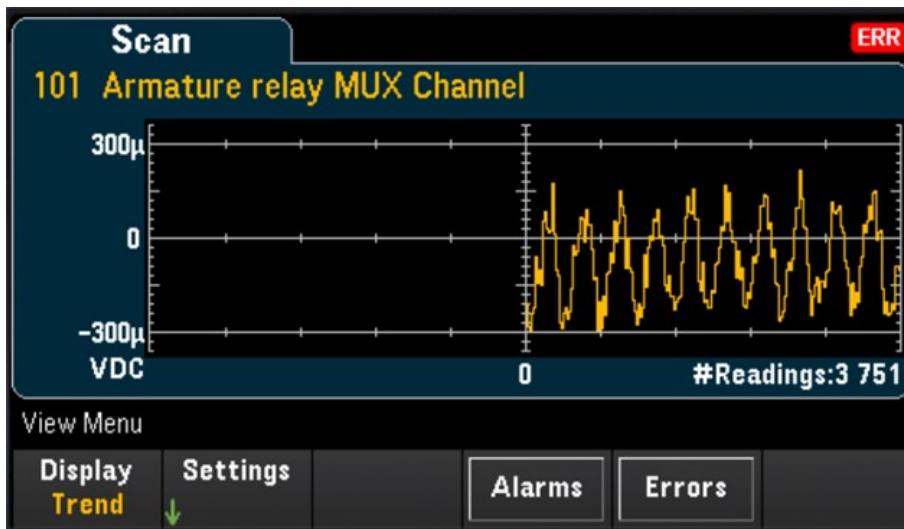 Scan
ERR
101 Armature relay MUX Channel
300µ
0
-300µ
VDC
0
#Readings:3 751
View Menu
Display
Trend
Settings
Alarms
Errors